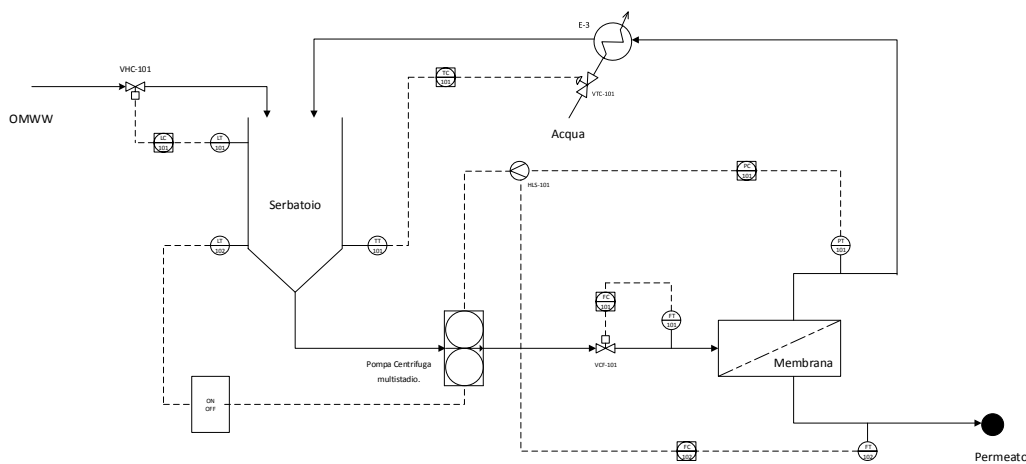 E-3
VHC-101
TC
101
VTC-101
OMWW
Acqua
LC
101
LT
101
HLS-101
PC
101
Serbatoio
LT
102
TT
101
PT
101
FC
101
FT
101
Pompa Centrifuga
multistadio.
VCF-101
Membrana
ON
OFF
FC
102
FT
102
Permeato